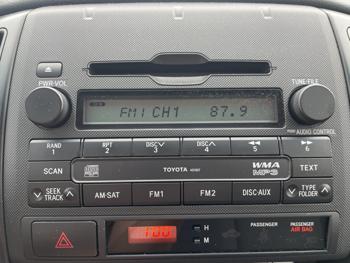 PWR·VOL
TUNE/FILE
FM1 CH1 87.9
AUDIO CONTROL
RAND RPT DISC∨ DISC∧
1 2 3 4 5 6
SCAN TOYOTA WMA MP3 TEXT
SEEK TRACK AM·SAT FM1 FM2 DISC·AUX TYPE FOLDER
1:00 H PASSENGER PASSENGER AIR BAG
M